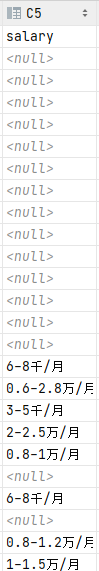 C5
salary
<null>
<null>
<null>
<null>
<null>
<null>
<null>
<null>
<null>
<null>
<null>
<null>
<null>
<null>
6-8千/月
0.6-2.8万/月
3-5千/月
2-2.5万/月
0.8-1万/月
<null>
6-8千/月
<null>
0.8-1.2万/月
1-1.5万/月